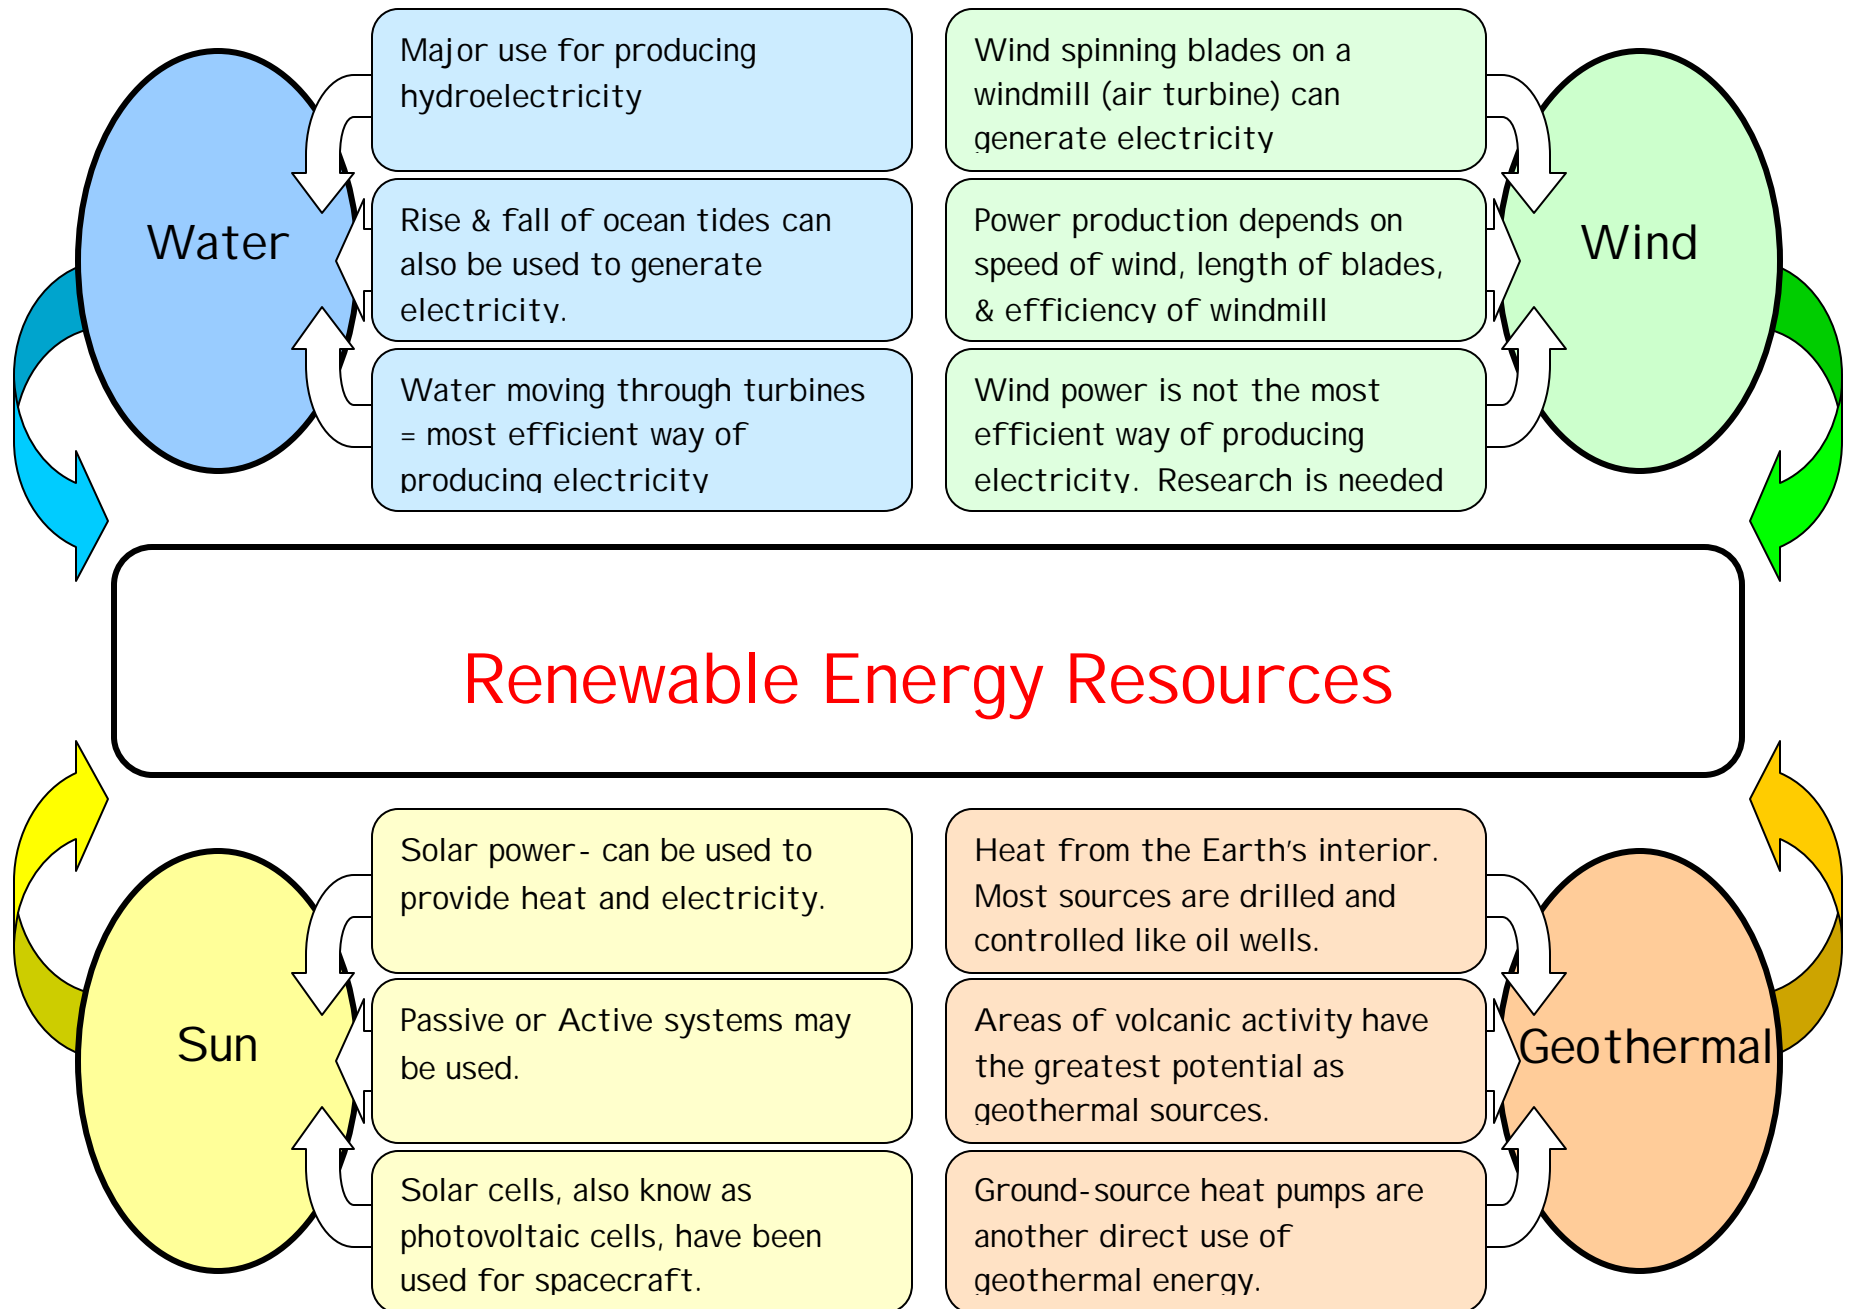 Water
Major use for producing
hydroelectricity
Rise & fall of ocean tides can
also be used to generate
electricity.
Water moving through turbines
= most efficient way of
producing electricity
Wind spinning blades on a
windmill (air turbine) can
generate electricity
Power production depends on
speed of wind, length of blades,
& efficiency of windmill
Wind power is not the most
efficient way of producing
electricity. Research is needed
Wind
Renewable Energy Resources
Sun
Solar power- can be used to
provide heat and electricity.
Passive or Active systems may
be used.
Solar cells, also know as
photovoltaic cells, have been
used for spacecraft.
Heat from the Earth's interior.
Most sources are drilled and
controlled like oil wells.
Areas of volcanic activity have
the greatest potential as
geothermal sources.
Ground-source heat pumps are
another direct use of
geothermal energy.
Geothermal